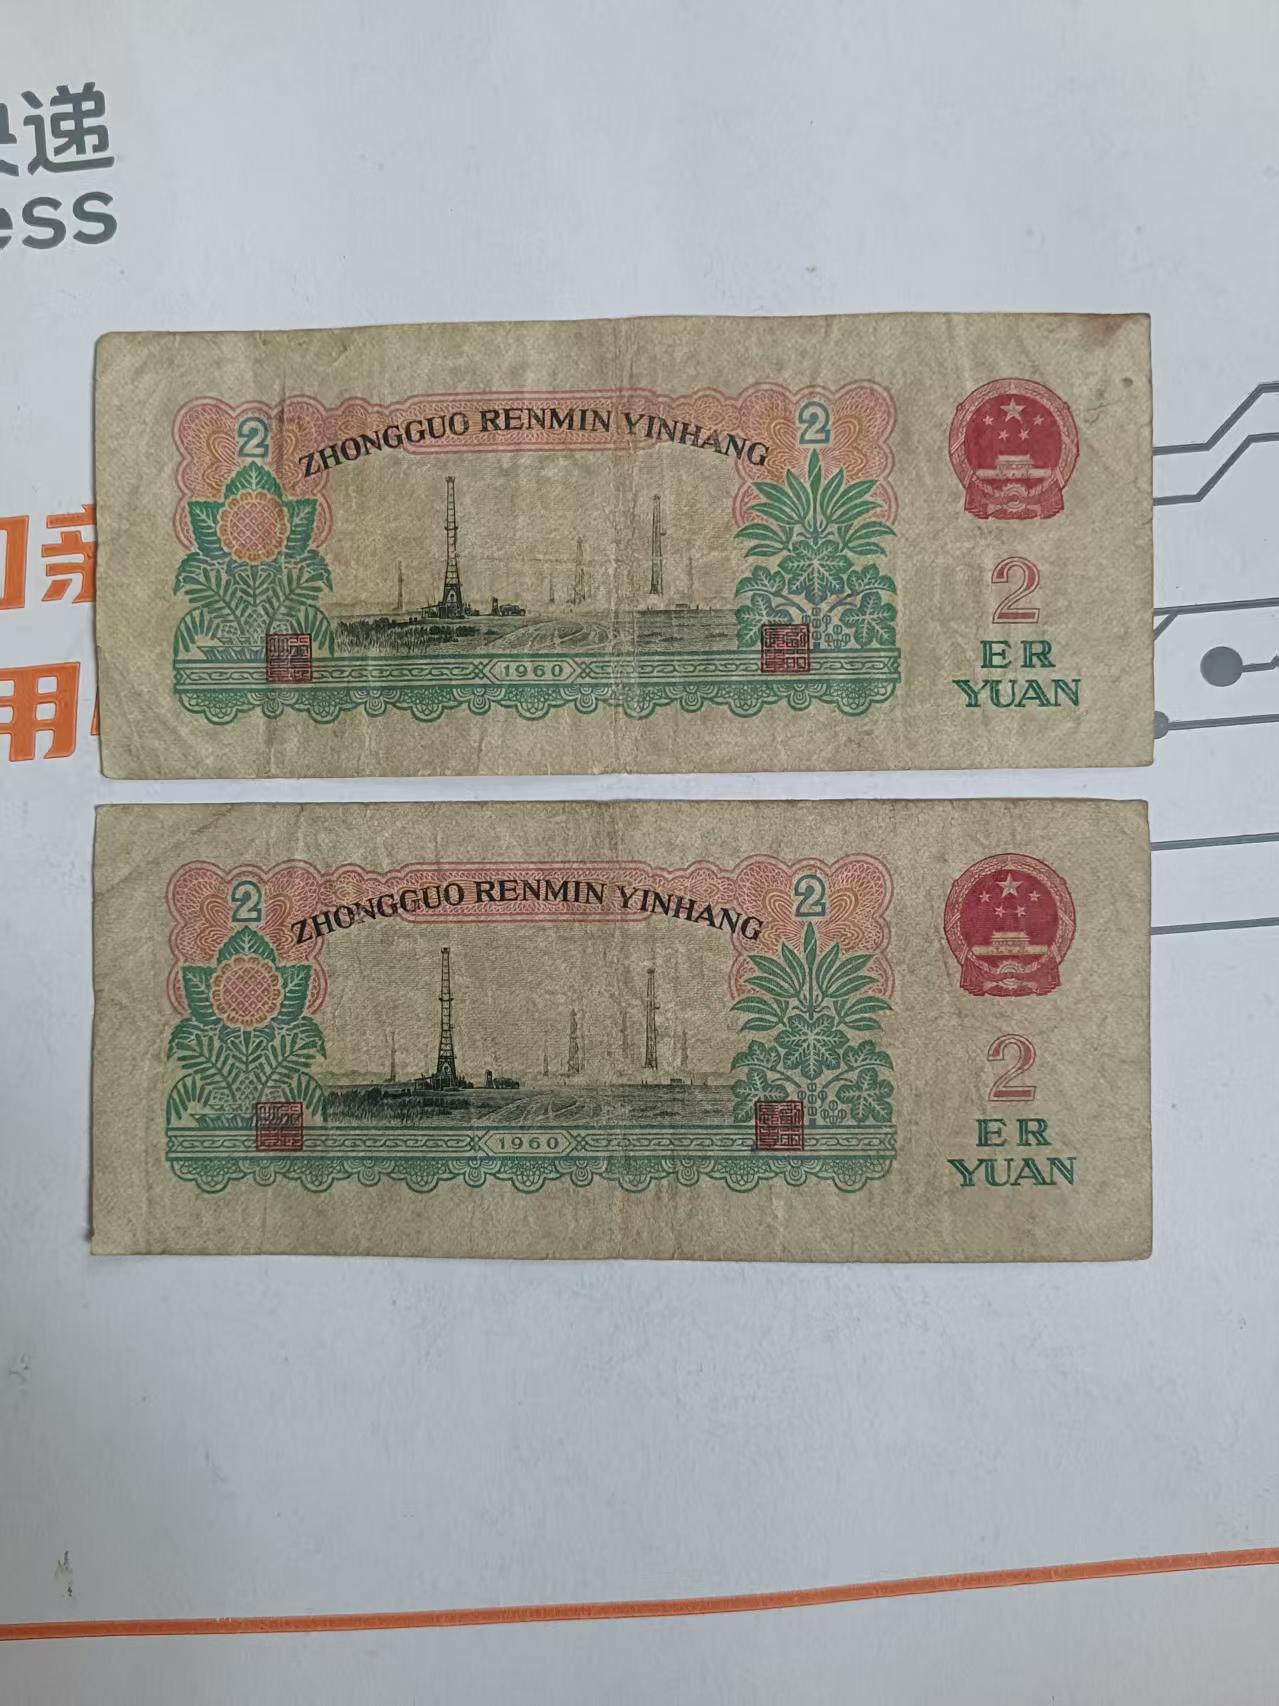 递
ess
2
ZHONGGUO RENMIN YINHANG
2
2
ER
YUAN
1960
用
2
ZHONGGUO RENMIN YINHANG
2
2
ER
YUAN
1960